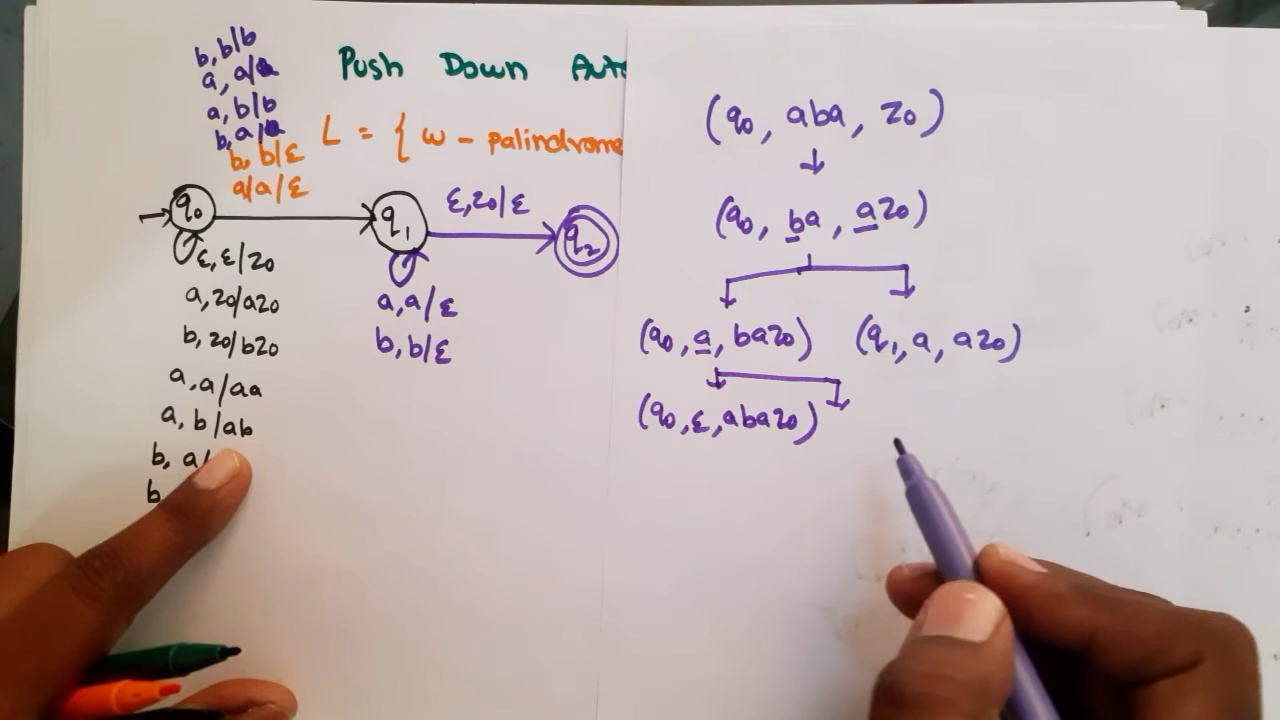 b, b/b
a, a/a
a, b/b
b, a/a
b, b/ε
a/a/ε
Push Down Auto
L = { ω - palindrome
q0
q1
ε, z0/ε
q2
ε, ε/z0
a, z0/az0
b, z0/bz0
a, a/aa
a, b/ab
b, a/
b
a, a/ε
b, b/ε
(q0, aba, z0)
(q0, ba, az0)
(q0, a, baz0) (q1, a, az0)
(q0, ε, abaz0)